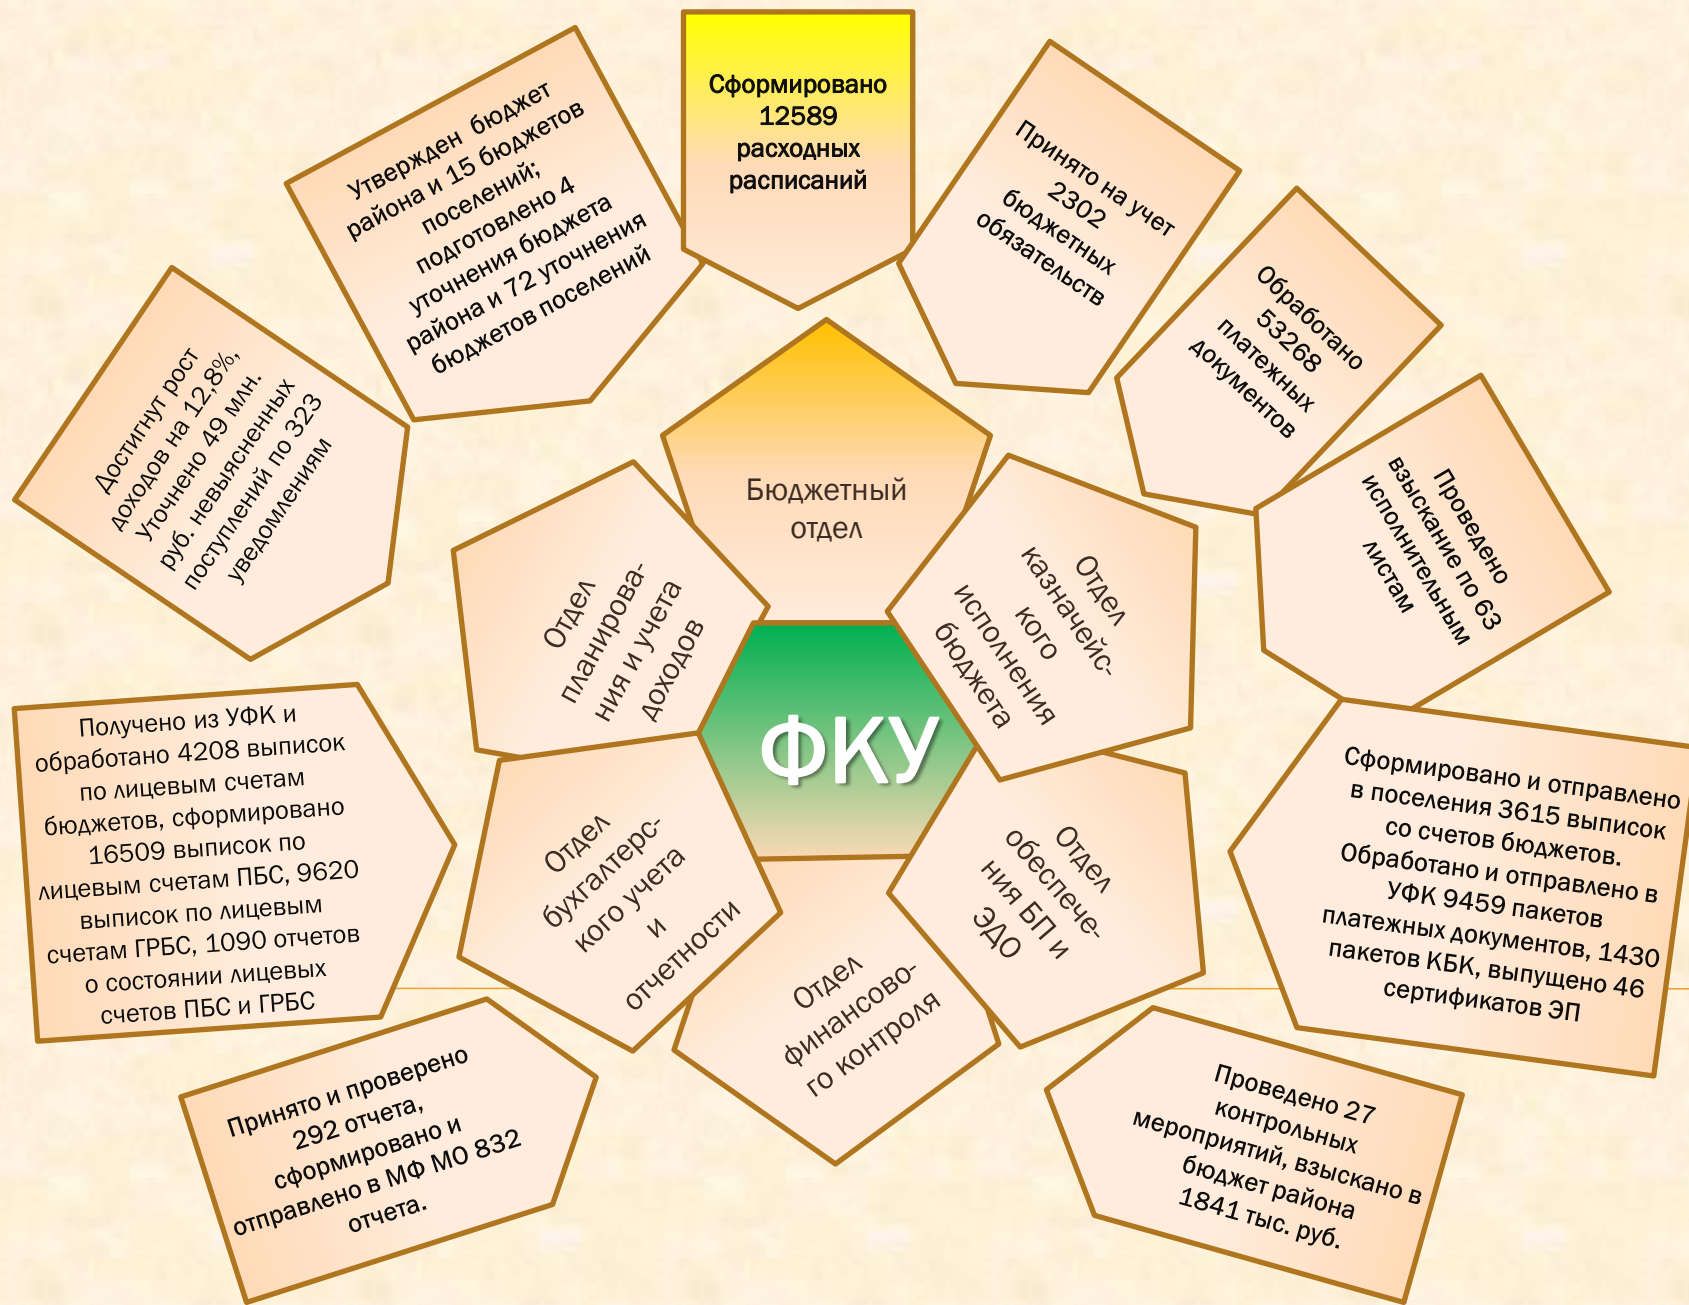 Сформировано
12589
расходных
расписаний
Утвержден бюджет
района и 15 бюджетов
поселений;
подготовлено 4
уточнения бюджета
района и 72 уточнения
бюджетов поселений
Принято на учет
2302
бюджетных
обязательств
Обработано
53268
платежных
документов
Достигнут рост
доходов на 12,8%,
Уточнено 49 млн.
руб. невыясненных
поступлений по 323
уведомлениям
Проведено
взыскание по 63
исполнительным
листам
Бюджетный
отдел
Отдел
планирова-
ния и учета
доходов
Отдел
казначейс-
кого
исполнения
бюджета
ФКУ
Получено из УФК и
обработано 4208 выписок
по лицевым счетам
бюджетов, сформировано
16509 выписок по
лицевым счетам ПБС, 9620
выписок по лицевым
счетам ГРБС, 1090 отчетов
о состоянии лицевых
счетов ПБС и ГРБС
Отдел
бухгалтерс-
кого учета
и
отчетности
Отдел
обеспече-
ния БП и
ЭДО
Сформировано и отправлено
в поселения 3615 выписок
со счетов бюджетов.
Обработано и отправлено в
УФК 9459 пакетов
платежных документов, 1430
пакетов КБК, выпущено 46
сертификатов ЭП
Отдел
финансово-
го контроля
Принято и проверено
292 отчета,
сформировано и
отправлено в МФ МО 832
отчета.
Проведено 27
контрольных
мероприятий, взыскано в
бюджет района
1841 тыс. руб.